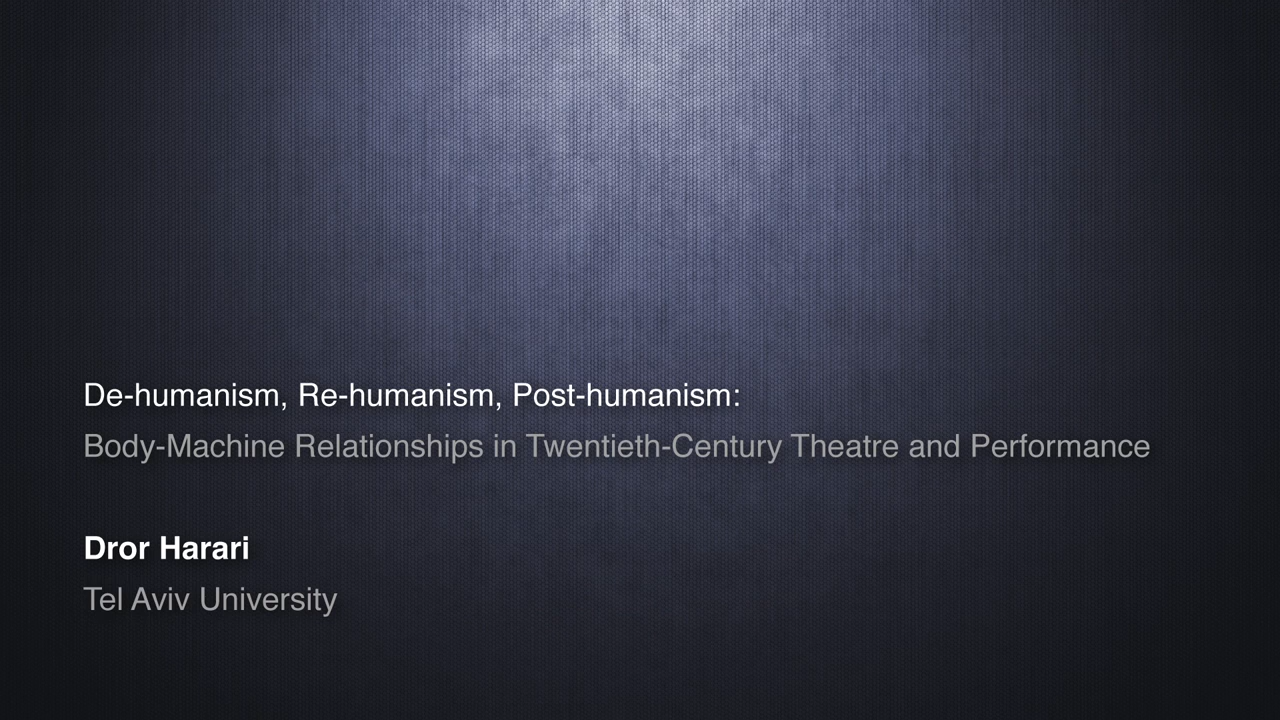 De-humanism, Re-humanism, Post-humanism:
Body-Machine Relationships in Twentieth-Century Theatre and Performance
Dror Harari
Tel Aviv University